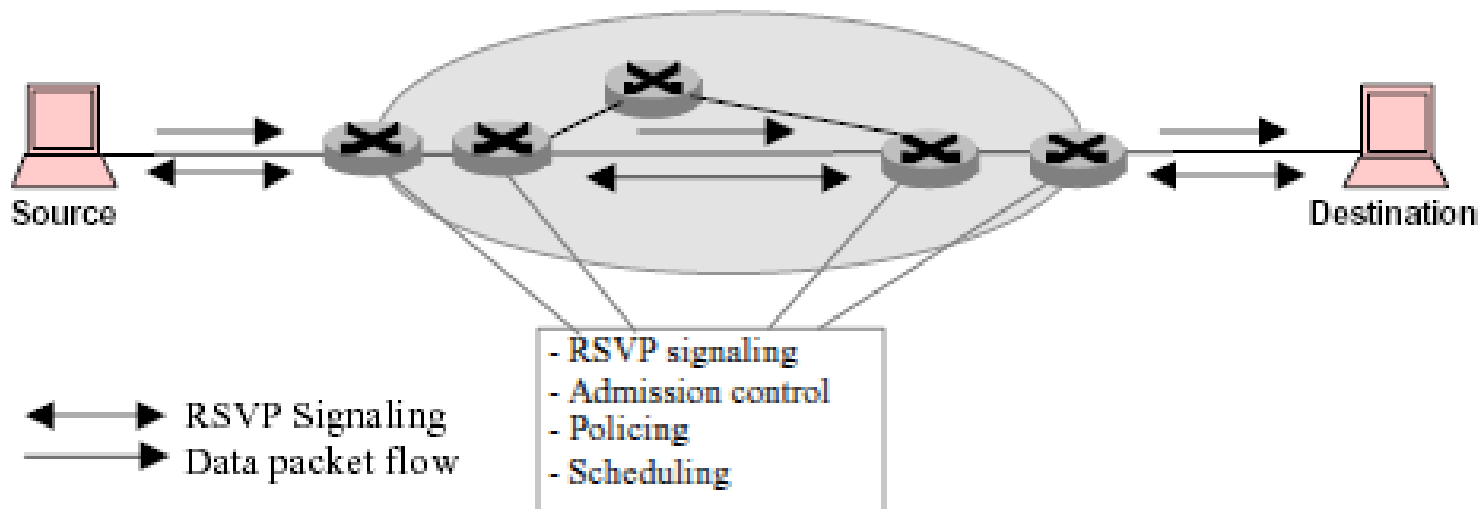 Source
Destination
- RSVP signaling
- Admission control
- Policing
- Scheduling
RSVP Signaling
Data packet flow